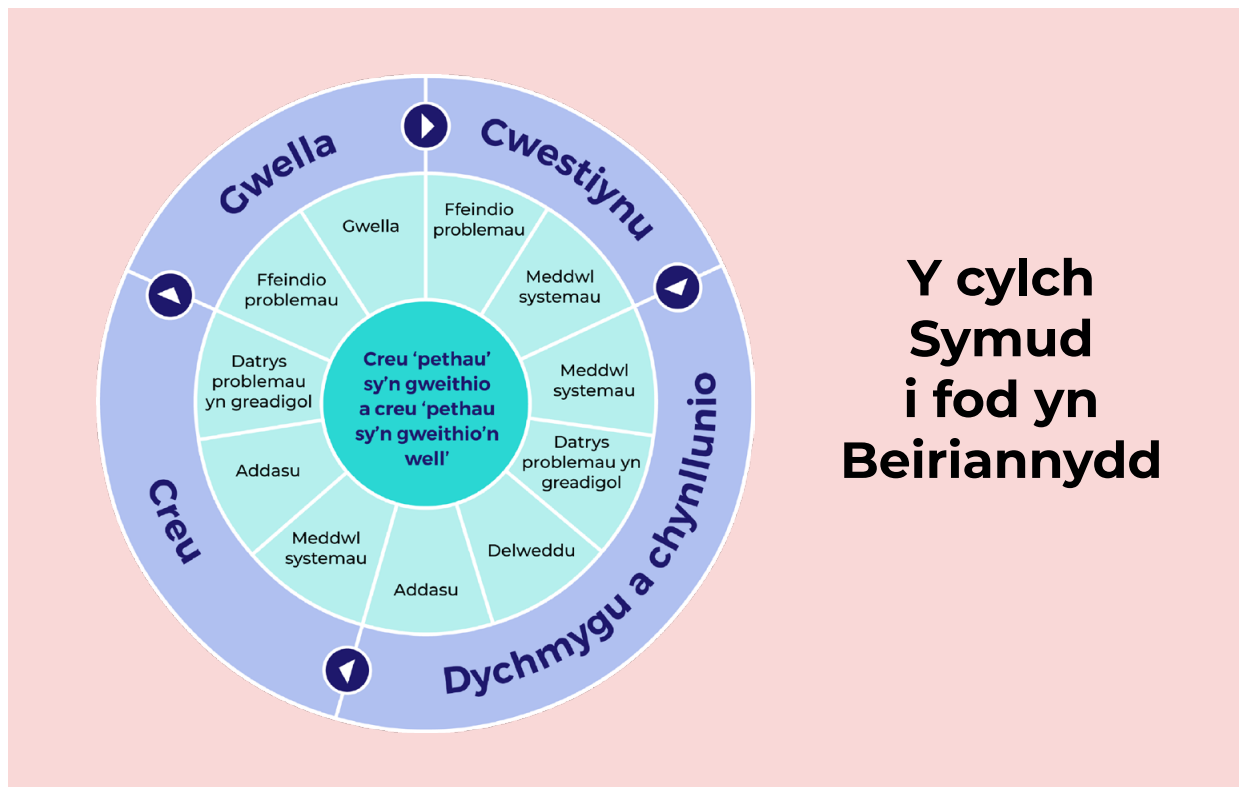 Cwestiynu
Ffeindio
problemau
Meddwl
systemau
Dychmygu a chynllunio
Meddwl
systemau
Datrys
problemau yn
greadigol
Delweddu
Addasu
Creu
Meddwl
systemau
Addasu
Datrys
problemau
yn greadigol
Gwella
Ffeindio
problemau
Gwella
Creu ‘pethau’
sy’n gweithio
a creu ‘pethau
sy’n gweithio’n
well’
Y cylch
Symud
i fod yn
Beiriannydd